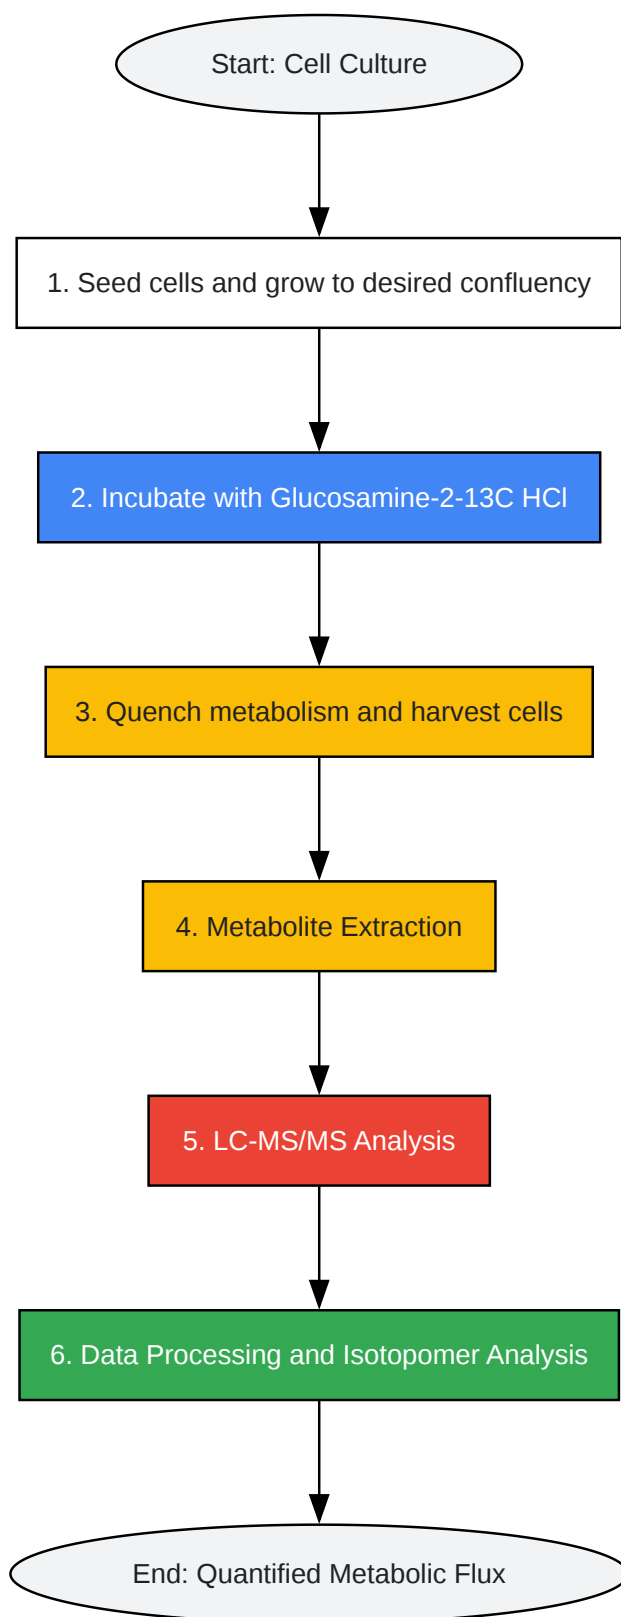 Start: Cell Culture
1. Seed cells and grow to desired confluency
2. Incubate with Glucosamine-2-13C HCl
3. Quench metabolism and harvest cells
4. Metabolite Extraction
5. LC-MS/MS Analysis
6. Data Processing and Isotopomer Analysis
End: Quantified Metabolic Flux